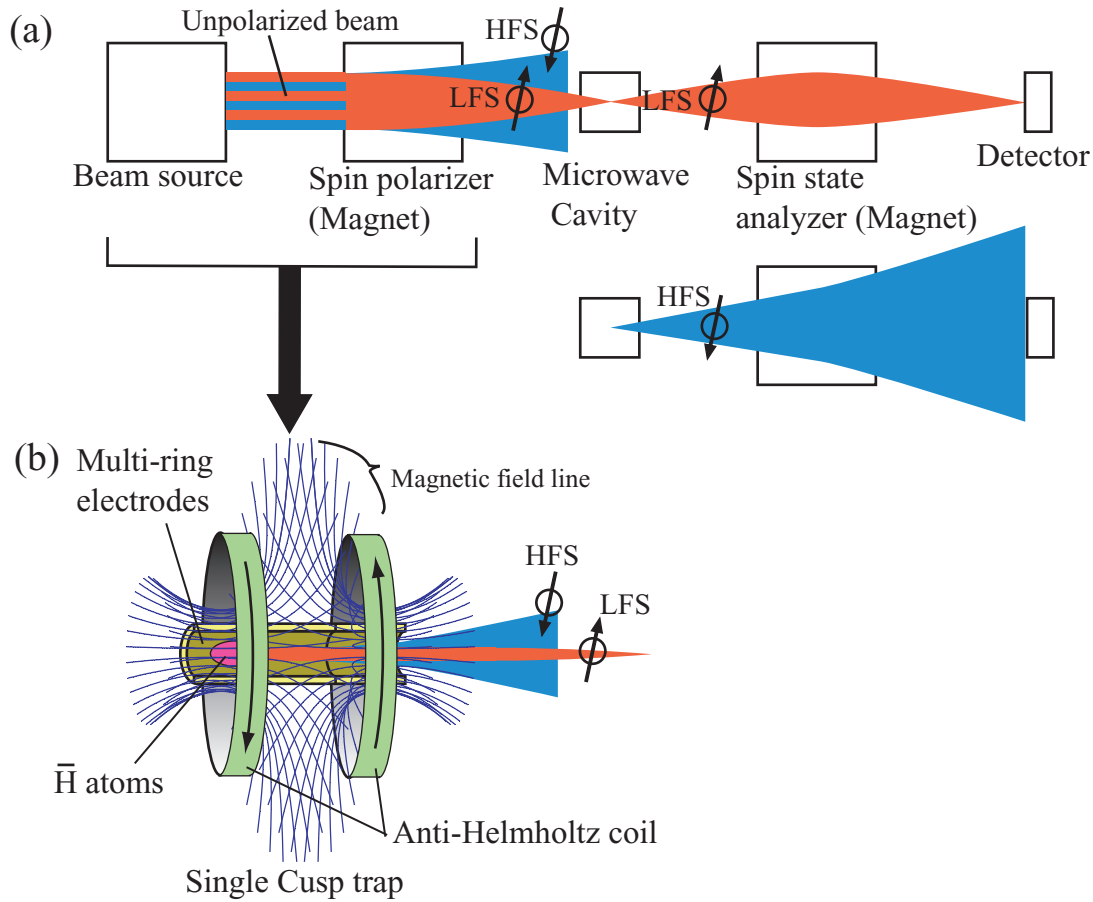 (a)
Unpolarized beam
HFS
LFS
LFS
Beam source
Spin polarizer
(Magnet)
Microwave
Cavity
Spin state
analyzer (Magnet)
Detector
HFS
(b)
Multi-ring
electrodes
Magnetic field line
HFS
LFS
H̅ atoms
Anti-Helmholtz coil
Single Cusp trap